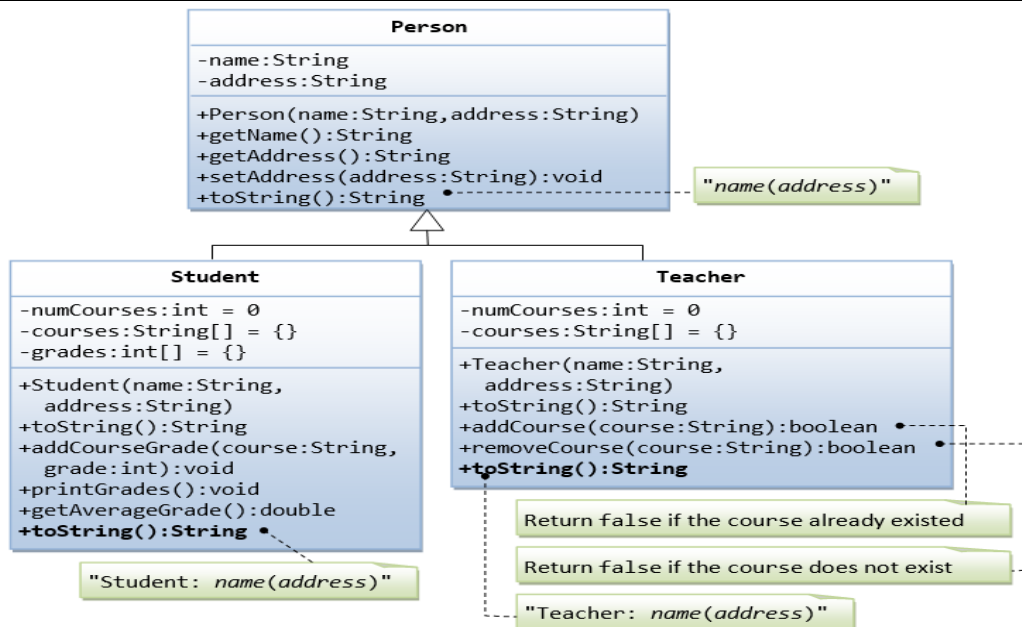 Person
-name:String
-address:String
+Person(name:String,address:String)
+getName():String
+getAddress():String
+setAddress(address:String):void
+toString():String
"name(address)"
Student
-numCourses:int = 0
-courses:String[] = {}
-grades:int[] = {}
+Student(name:String,
address:String)
+toString():String
+addCourseGrade(course:String,
grade:int):void
+printGrades():void
+getAverageGrade():double
+toString():String
"Student: name(address)"
Teacher
-numCourses:int = 0
-courses:String[] = {}
+Teacher(name:String,
address:String)
+toString():String
+addCourse(course:String):boolean
+removeCourse(course:String):boolean
+toString():String
Return false if the course already existed
Return false if the course does not exist
"Teacher: name(address)"